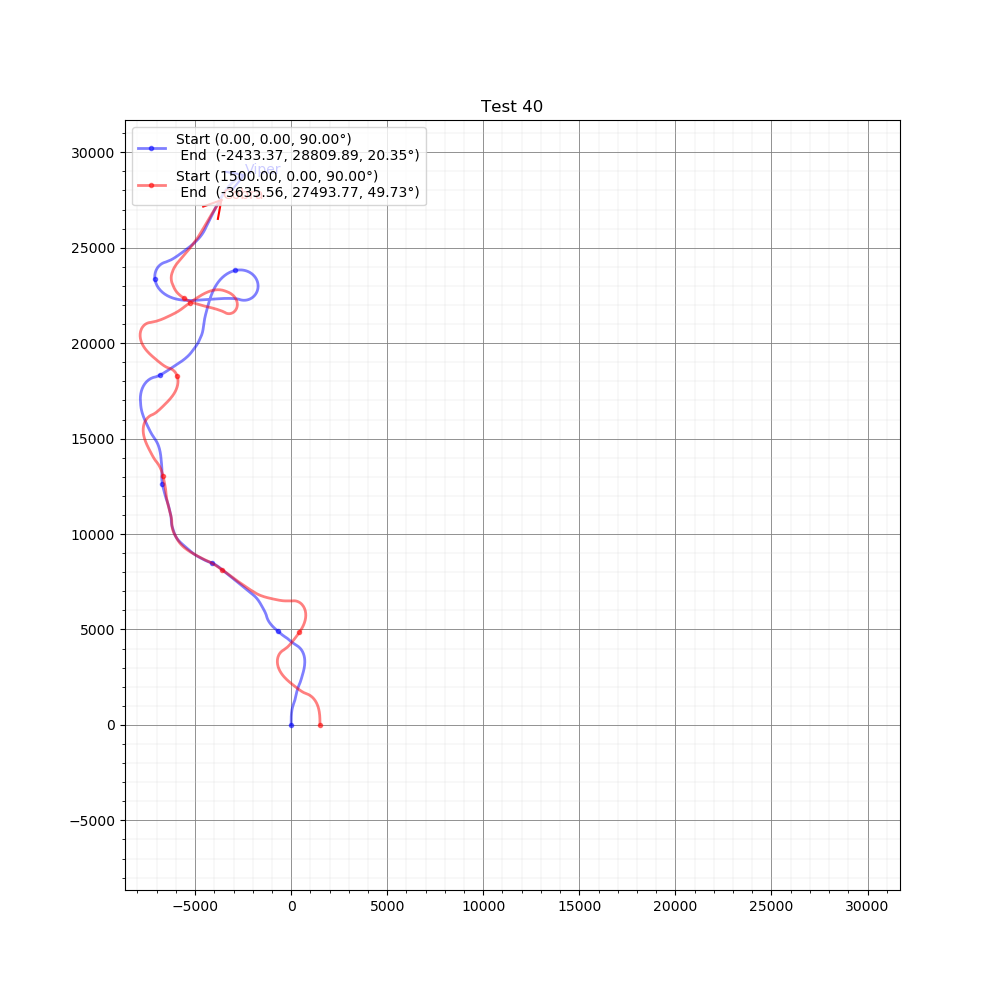 Test 40
Start (0.00, 0.00, 90.00°)
End (-2433.37, 28809.89, 20.35°)
Start (1500.00, 0.00, 90.00°)
End (-3635.56, 27493.77, 49.73°)
Viper
30000
25000
20000
15000
10000
5000
0
−5000
−5000 0 5000 10000 15000 20000 25000 30000